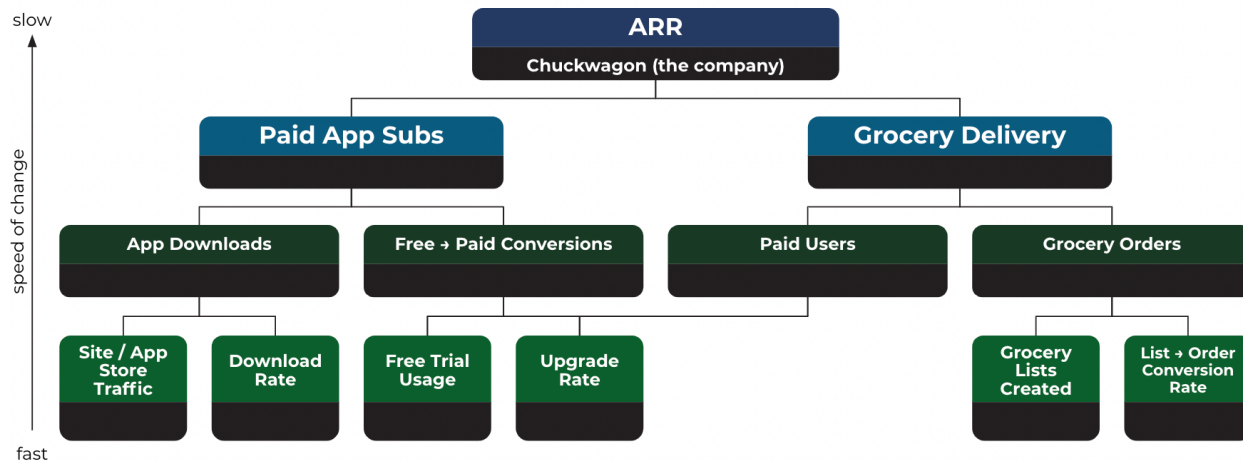 slow
ARR
Chuckwagon (the company)
Paid App Subs
Grocery Delivery
speed of change
App Downloads
Free → Paid Conversions
Paid Users
Grocery Orders
Site / App
Store
Traffic
Download
Rate
Free Trial
Usage
Upgrade
Rate
Grocery
Lists
Created
List → Order
Conversion
Rate
fast